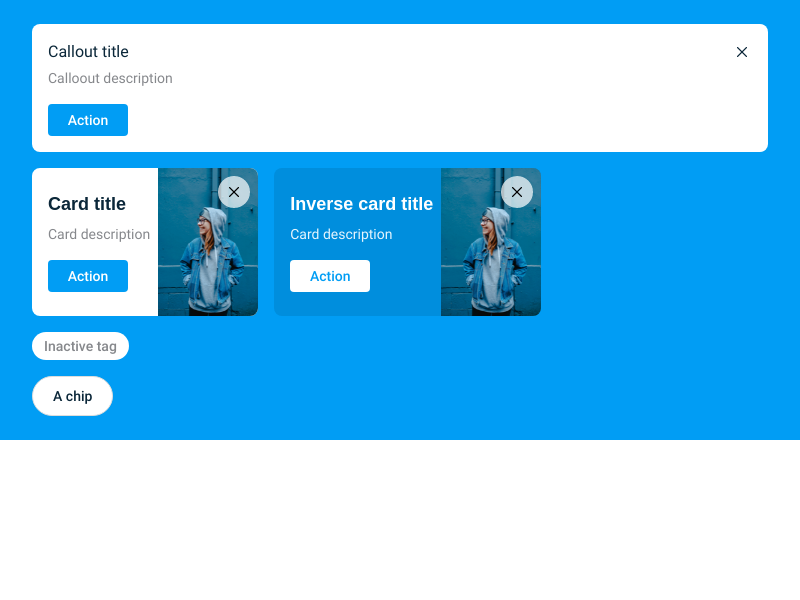 Callout title
Calloout description
Action
Card title
Card description
Action
Inverse card title
Card description
Action
Inactive tag
A chip